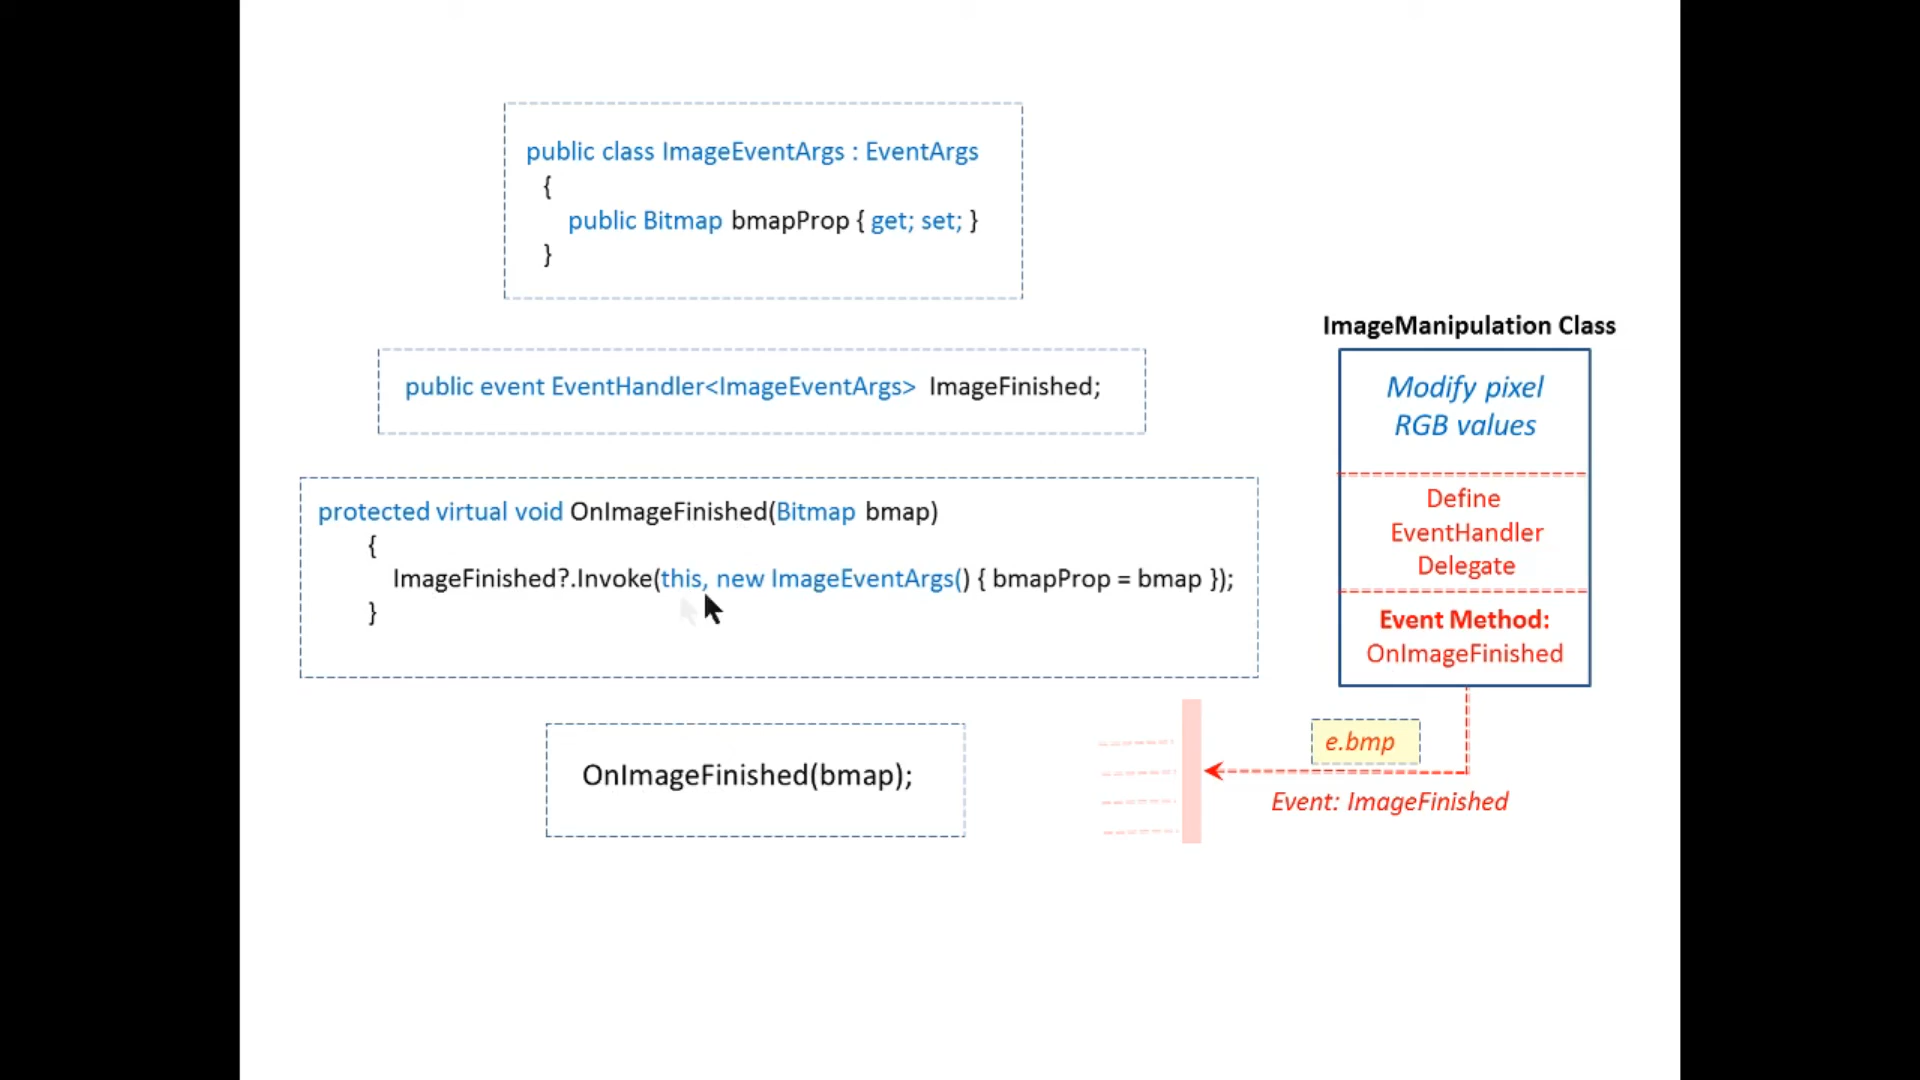 public class ImageEventArgs : EventArgs
{
public Bitmap bmapProp { get; set; }
}
public event EventHandler<ImageEventArgs> ImageFinished;
protected virtual void OnImageFinished(Bitmap bmap)
{
ImageFinished?.Invoke(this, new ImageEventArgs() { bmapProp = bmap });
}
OnImageFinished(bmap);
ImageManipulation Class
Modify pixel
RGB values
Define
EventHandler
Delegate
Event Method:
OnImageFinished
e.bmp
Event: ImageFinished